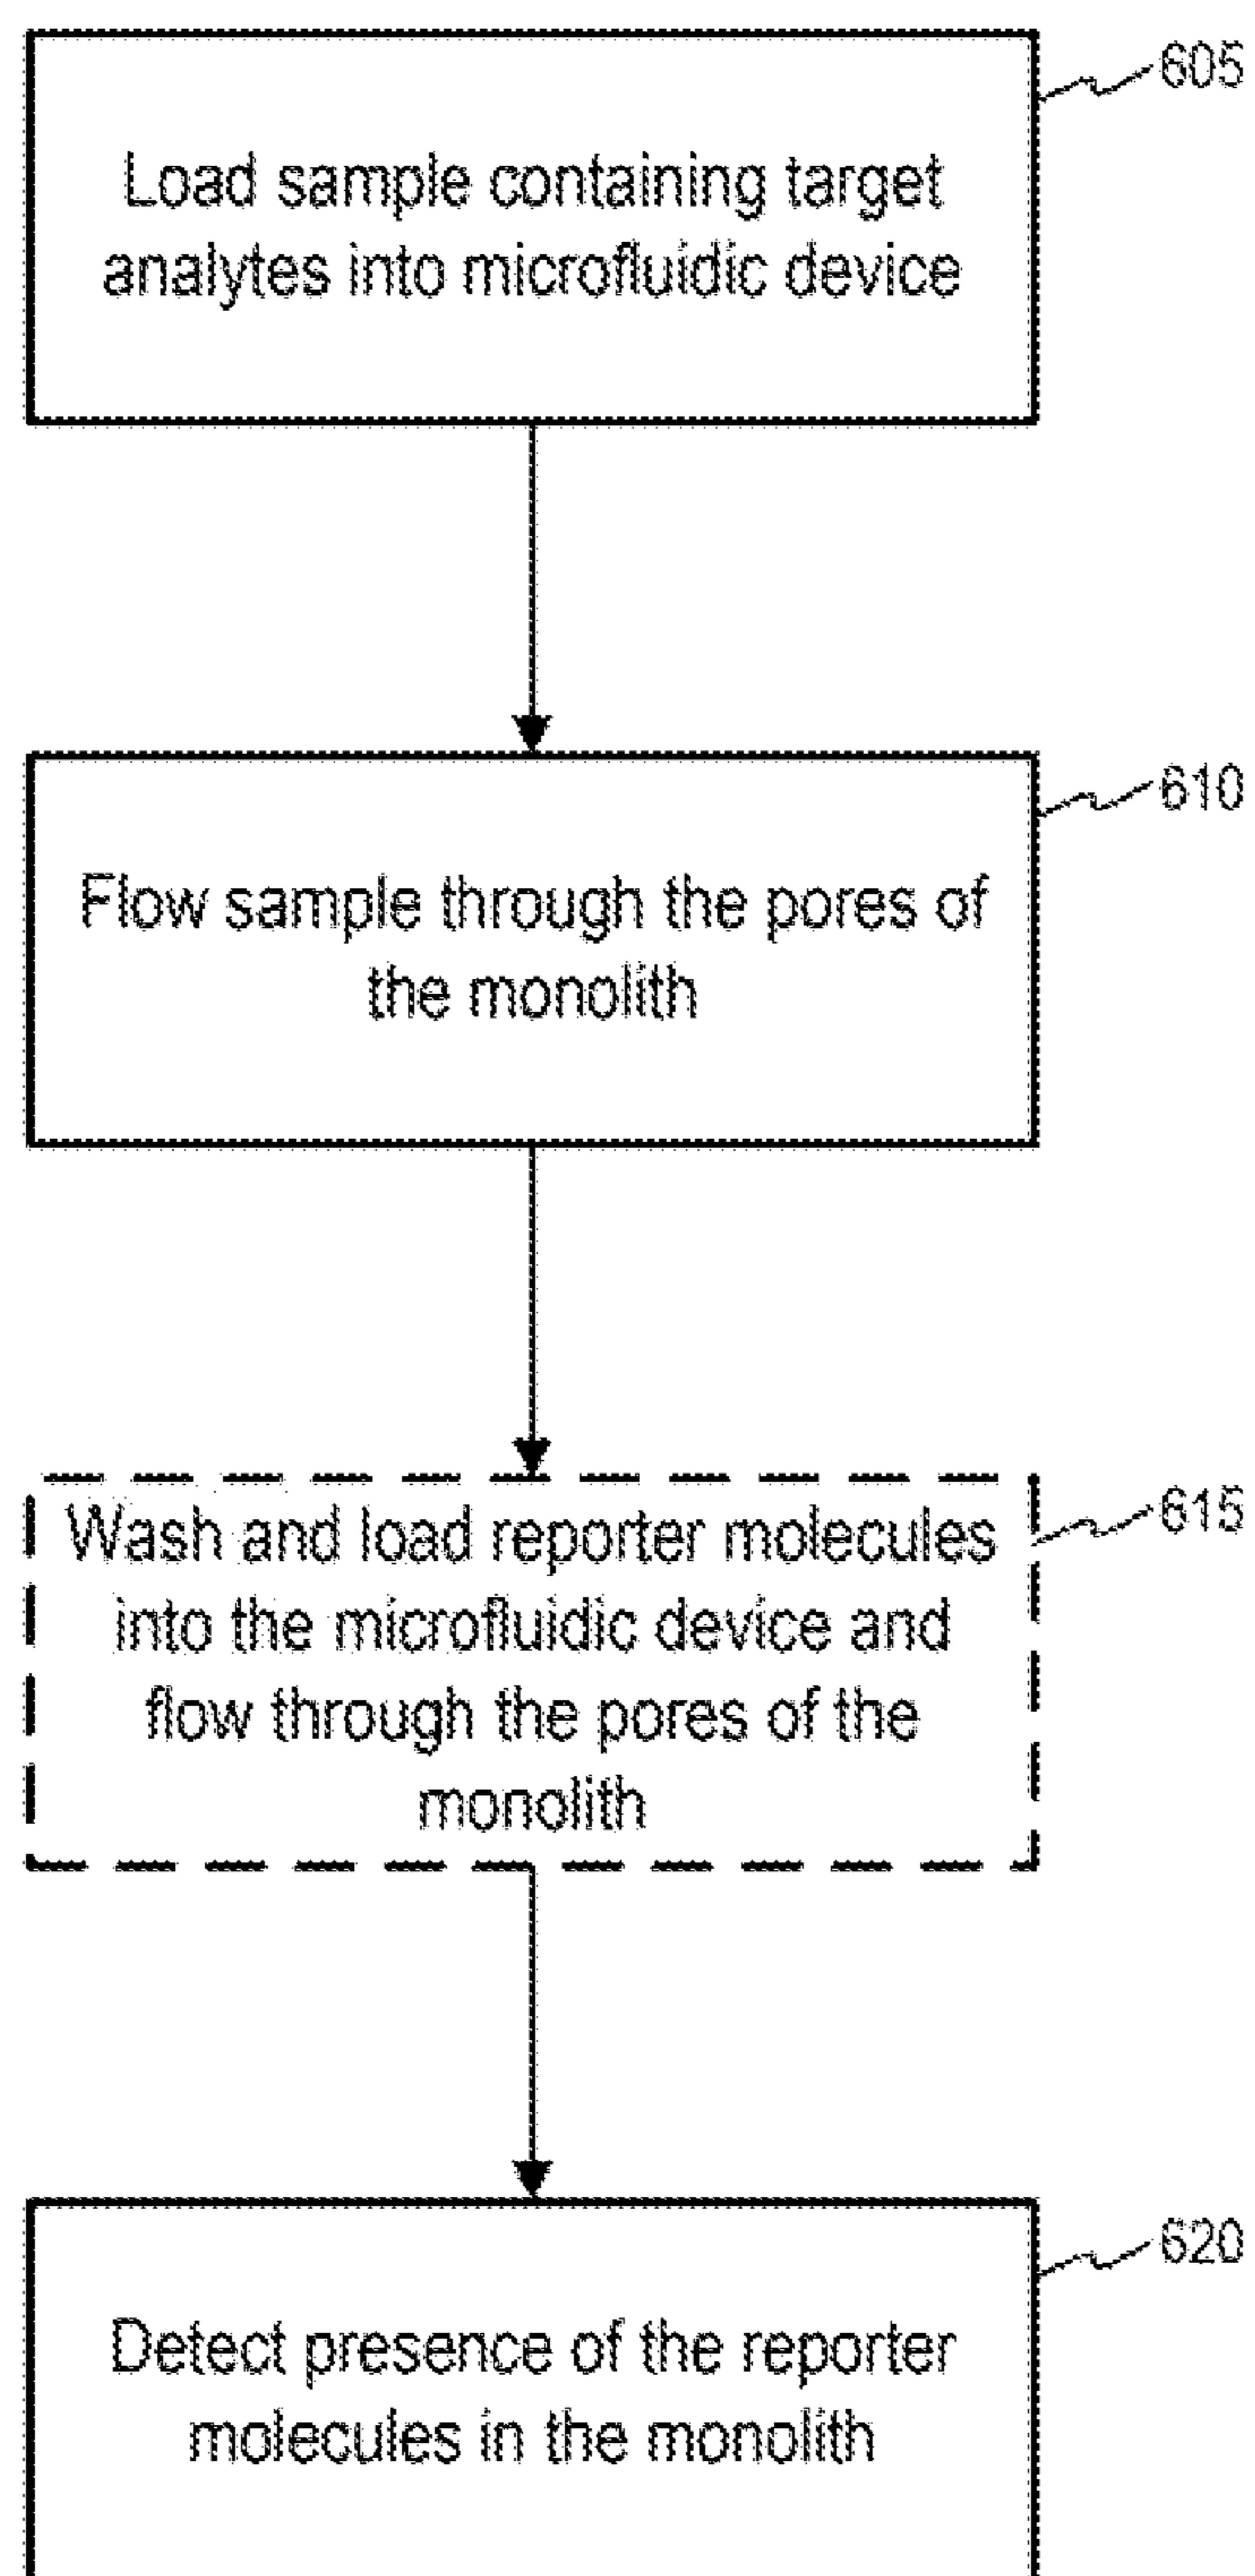 605
Load sample containing target
analytes into microfluidic device
610
Flow sample through the pores of
the monolith
615
Wash and load reporter molecules
into the microfluidic device and
flow through the pores of the
monolith
620
Detect presence of the reporter
molecules in the monolith